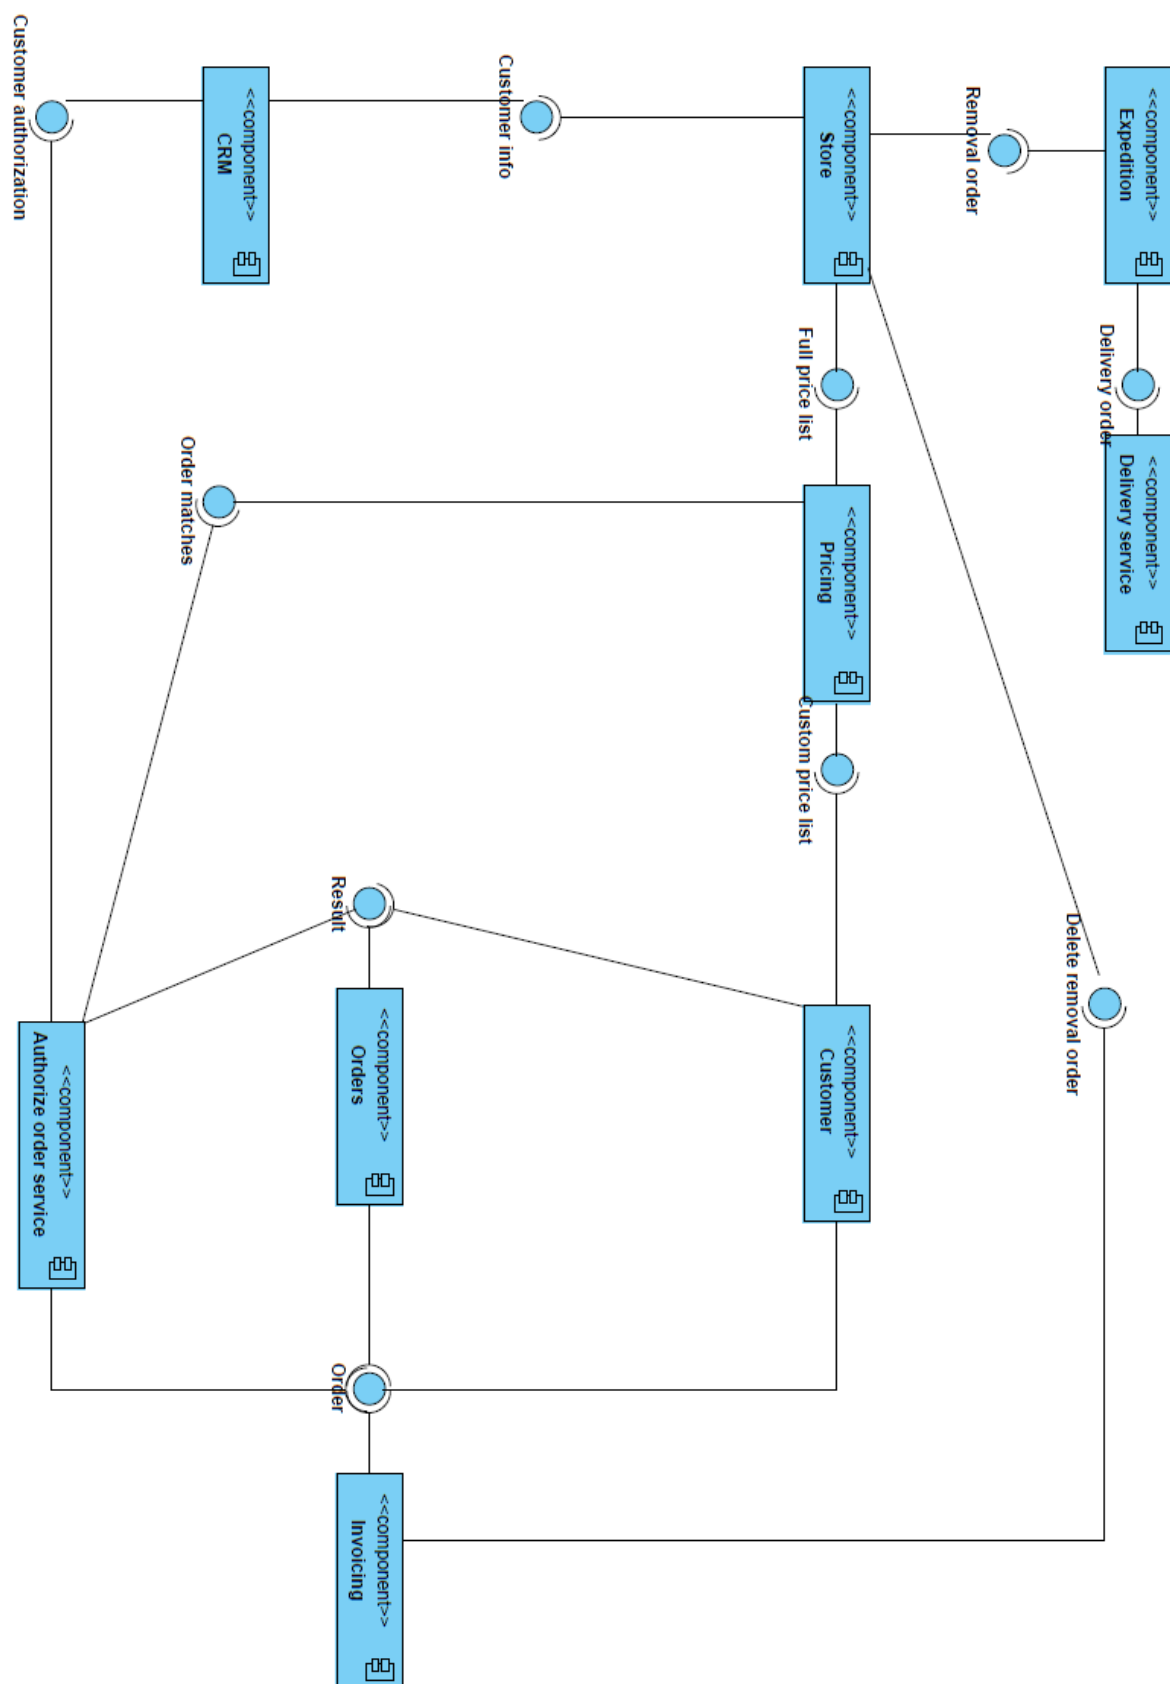 <<component>>
Expedition
Delivery order
<<component>>
Delivery service
Removal order
Delete removal order
<<component>>
Store
Full price list
<<component>>
Pricing
Custom price list
<<component>>
Customer
Customer info
Result
<<component>>
Orders
Order
<<component>>
Invoicing
<<component>>
CRM
Order matches
Customer authorization
<<component>>
Authorize order service